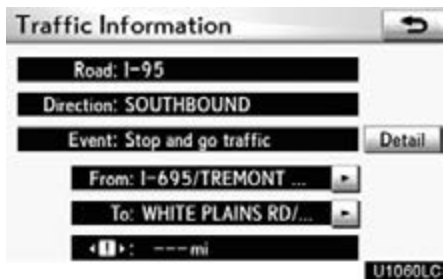 Traffic Information
Road: I-95
Direction: SOUTHBOUND
Event: Stop and go traffic
Detail
From: I-695/TREMONT ...
To: WHITE PLAINS RD/...
: ---mi
U1060LC